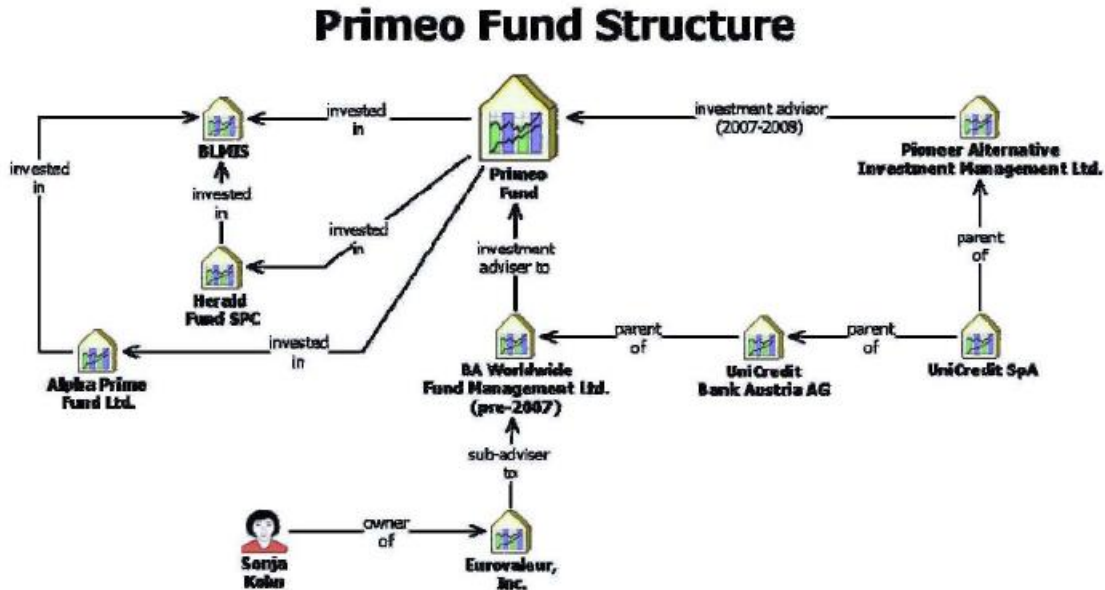 Primeo Fund Structure
invested
in
investment advisor
(2007-2008)
BLMIS
Primeo
Fund
Pioneer Alternative
Investment Management Ltd.
invested
in
invested
in
invested
in
investment
adviser to
parent
of
Herald
Fund SPC
invested
in
parent
of
parent
of
Alpha Prime
Fund Ltd.
BA Worldwide
Fund Management Ltd.
(pre-2007)
UniCredit
Bank Austria AG
UniCredit SpA
sub-adviser
to
owner
of
Sonja
Kohn
Eurovaleur,
Inc.